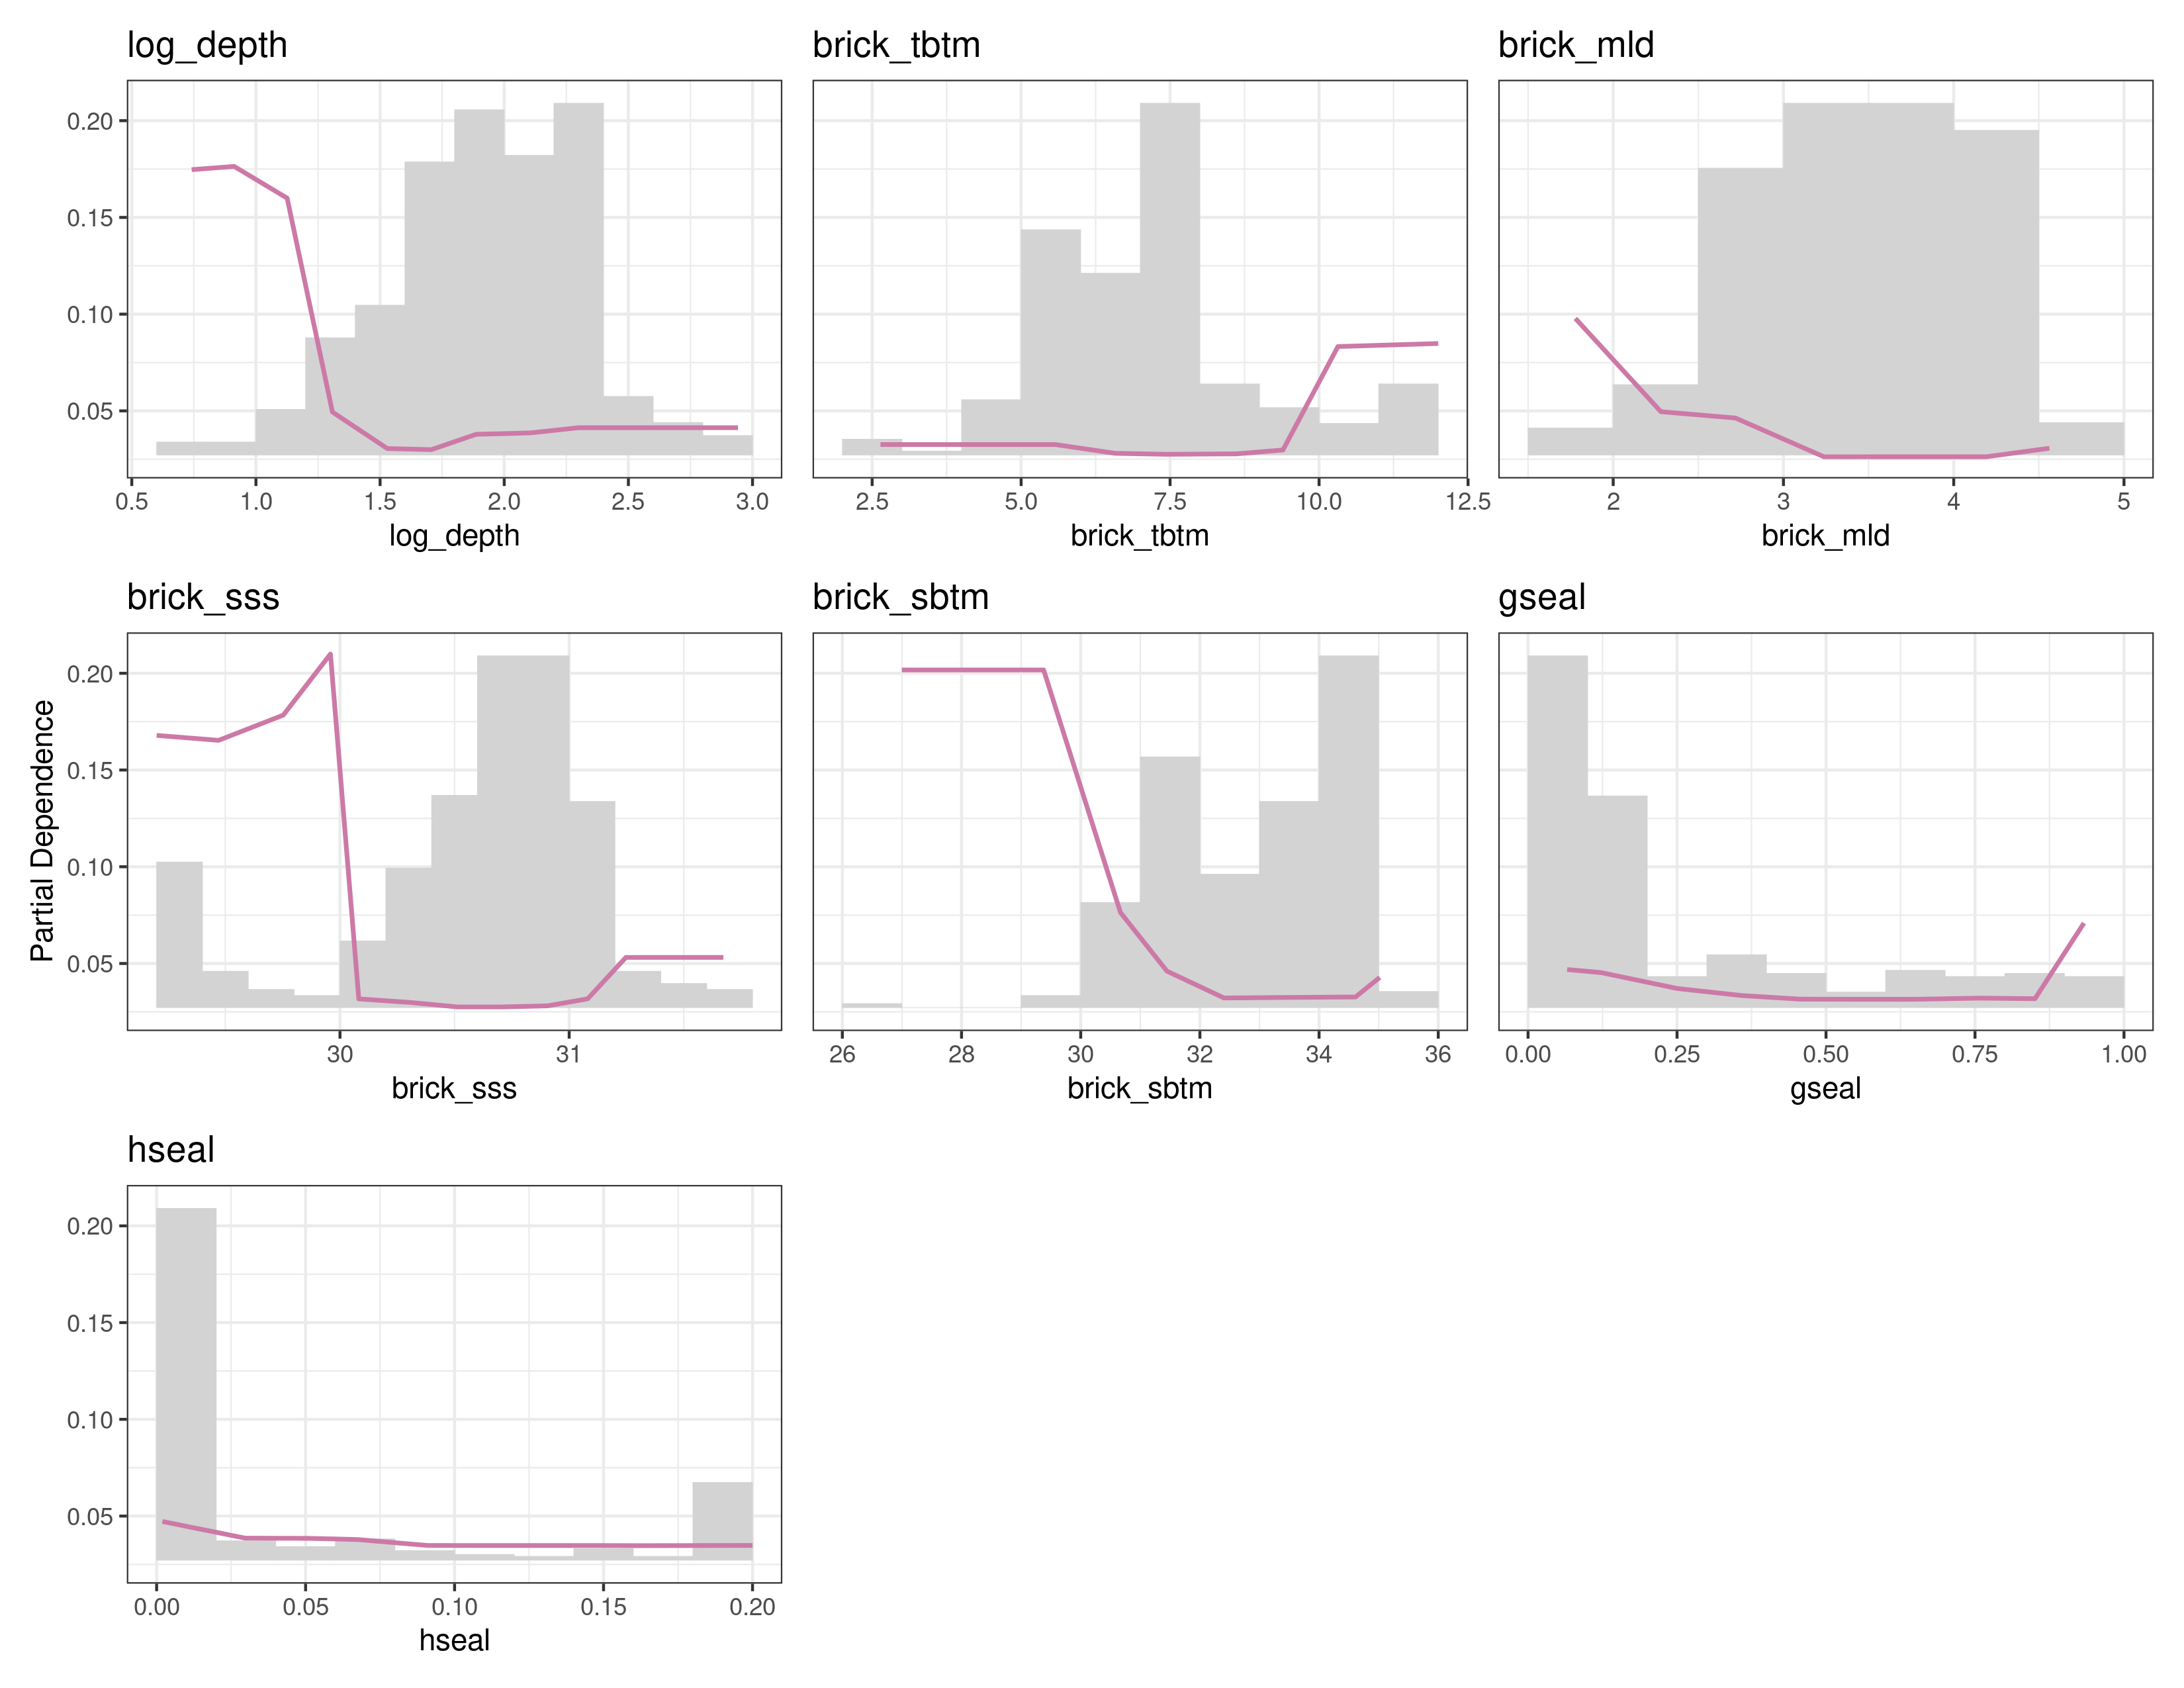 log_depth
brick_tbtm
brick_mld
0.20
0.15
0.10
0.05
0.5 1.0 1.5 2.0 2.5 3.0
2.5 5.0 7.5 10.0 12.5
2 3 4 5
log_depth
brick_tbtm
brick_mld
brick_sss
brick_sbtm
gseal
Partial Dependence
0.20
0.15
0.10
0.05
30 31
26 28 30 32 34 36
0.00 0.25 0.50 0.75 1.00
brick_sss
brick_sbtm
gseal
hseal
0.20
0.15
0.10
0.05
0.00 0.05 0.10 0.15 0.20
hseal